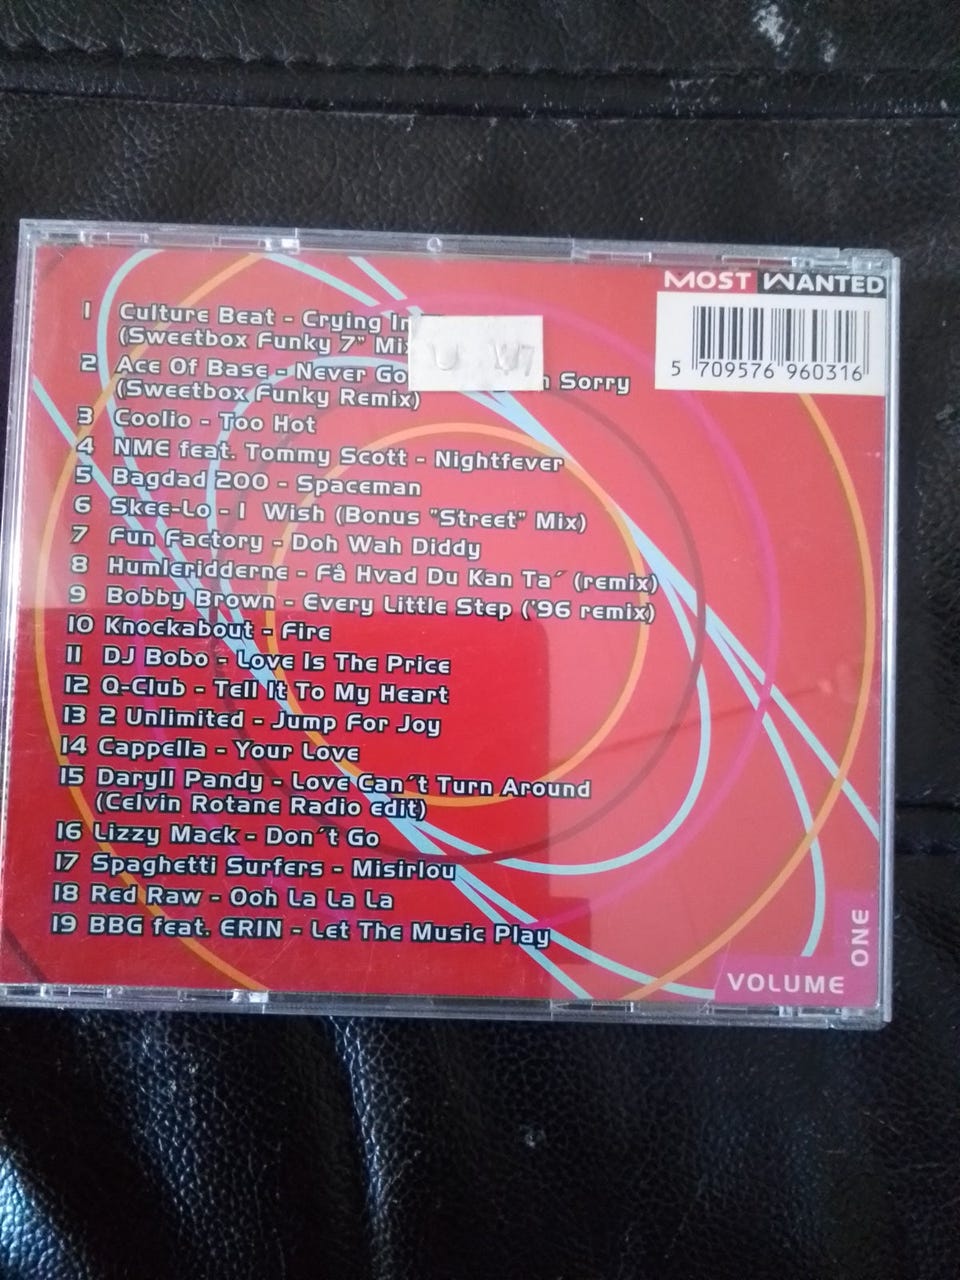 MOST WANTED
5 709576 960316
1 Culture Beat - Crying In
(Sweetbox Funky 7" Mix
2 Ace Of Base - Never Go Sorry
(Sweetbox Funky Remix)
3 Coolio - Too Hot
4 NME feat. Tommy Scott - Nightfever
5 Bagdad 200 - Spaceman
6 Skee-Lo - I Wish (Bonus "Street" Mix)
7 Fun Factory - Doh Wah Diddy
8 Humleridderne - Få Hvad Du Kan Ta´ (remix)
9 Bobby Brown - Every Little Step ('96 remix)
10 Knockabout - Fire
11 DJ Bobo - Love Is The Price
12 Q-Club - Tell It To My Heart
13 2 Unlimited - Jump For Joy
14 Cappella - Your Love
15 Daryll Pandy - Love Can´t Turn Around
(Celvin Rotane Radio edit)
16 Lizzy Mack - Don´t Go
17 Spaghetti Surfers - Misirlou
18 Red Raw - Ooh La La La
19 BBG feat. ERIN - Let The Music Play
VOLUME ONE